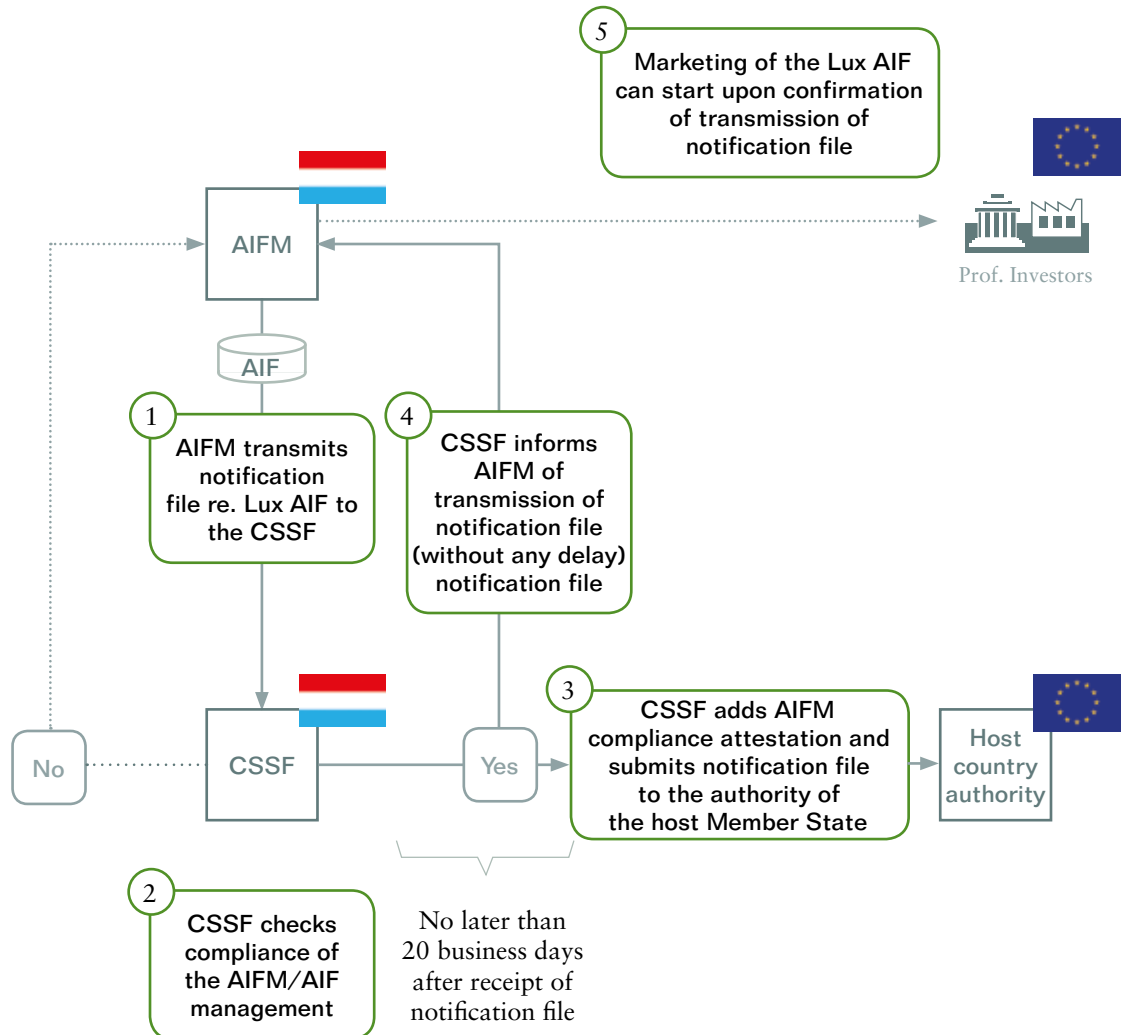 5
Marketing of the Lux AIF
can start upon confirmation
of transmission of
notification file
AIFM
Prof. Investors
AIF
1
AIFM transmits
notification
file re. Lux AIF to
the CSSF
4
CSSF informs
AIFM of
transmission of
notification file
(without any delay)
notification file
3
CSSF adds AIFM
compliance attestation and
submits notification file
to the authority of
the host Member State
No
CSSF
Yes
Host
country
authority
2
CSSF checks
compliance of
the AIFM/AIF
management
No later than
20 business days
after receipt of
notification file